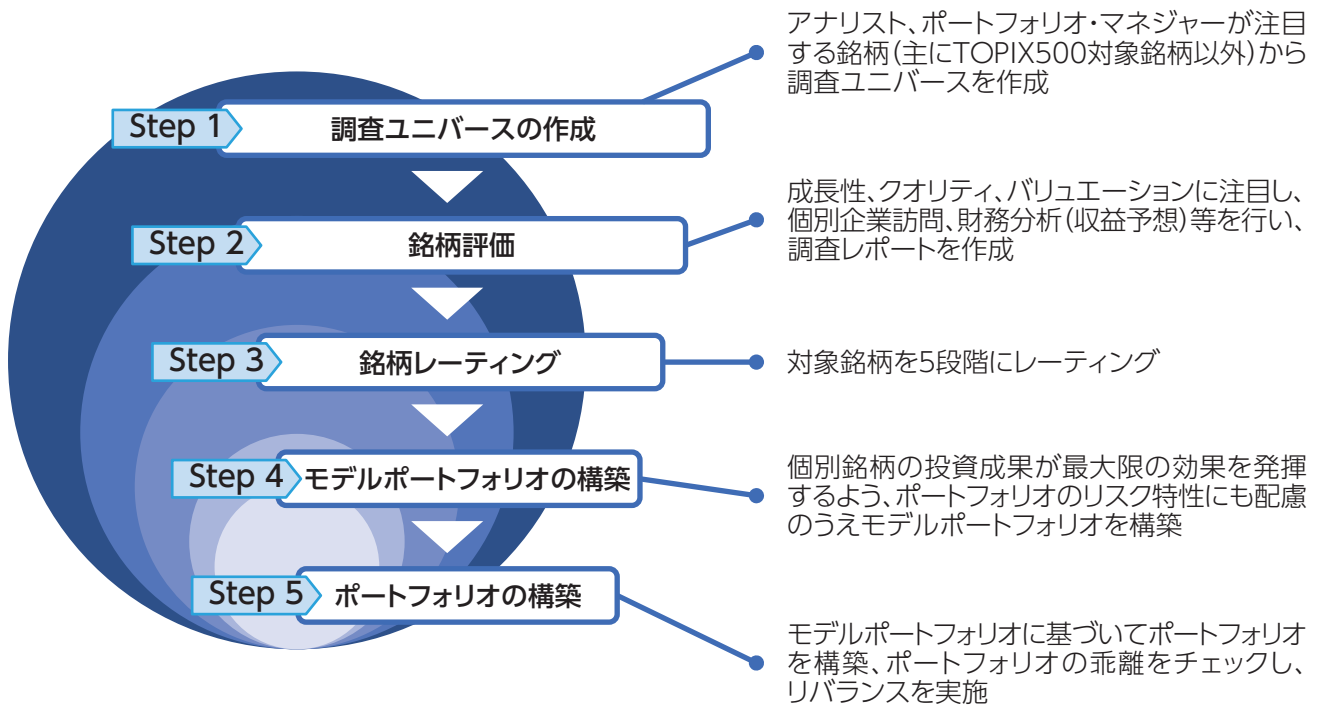 アナリスト、ポートフォリオ・マネジャーが注目
する銘柄(主にTOPIX500対象銘柄以外)から
調査ユニバースを作成
Step 1
調査ユニバースの作成
成長性、クオリティ、バリュエーションに注目し、
個別企業訪問、財務分析(収益予想)等を行い、
調査レポートを作成
Step 2
銘柄評価
Step 3
銘柄レーティング
対象銘柄を5段階にレーティング
Step 4
モデルポートフォリオの構築
個別銘柄の投資成果が最大限の効果を発揮
するよう、ポートフォリオのリスク特性にも配慮
のうえモデルポートフォリオを構築
Step 5
ポートフォリオの構築
モデルポートフォリオに基づいてポートフォリオ
を構築、ポートフォリオの乖離をチェックし、
リバランスを実施